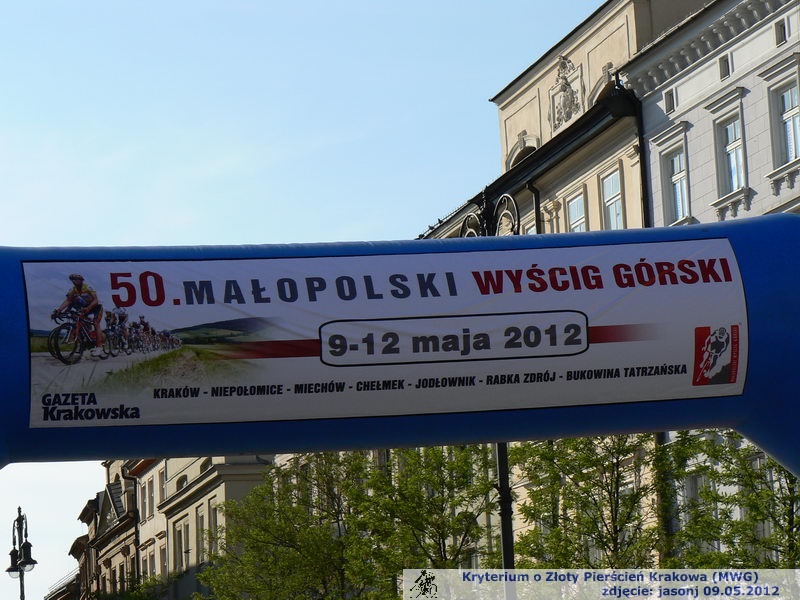 50. MAŁOPOLSKI WYŚCIG GÓRSKI
9-12 maja 2012
KRAKÓW - NIEPOŁOMICE - MIECHÓW - CHEŁMEK - JODŁOWNIK - RABKA ZDRÓJ - BUKOWINA TATRZAŃSKA
GAZETA
Krakowska
Kryterium o Złoty Pierścień Krakowa (MWG)
zdjęcie: jasonj 09.05.2012